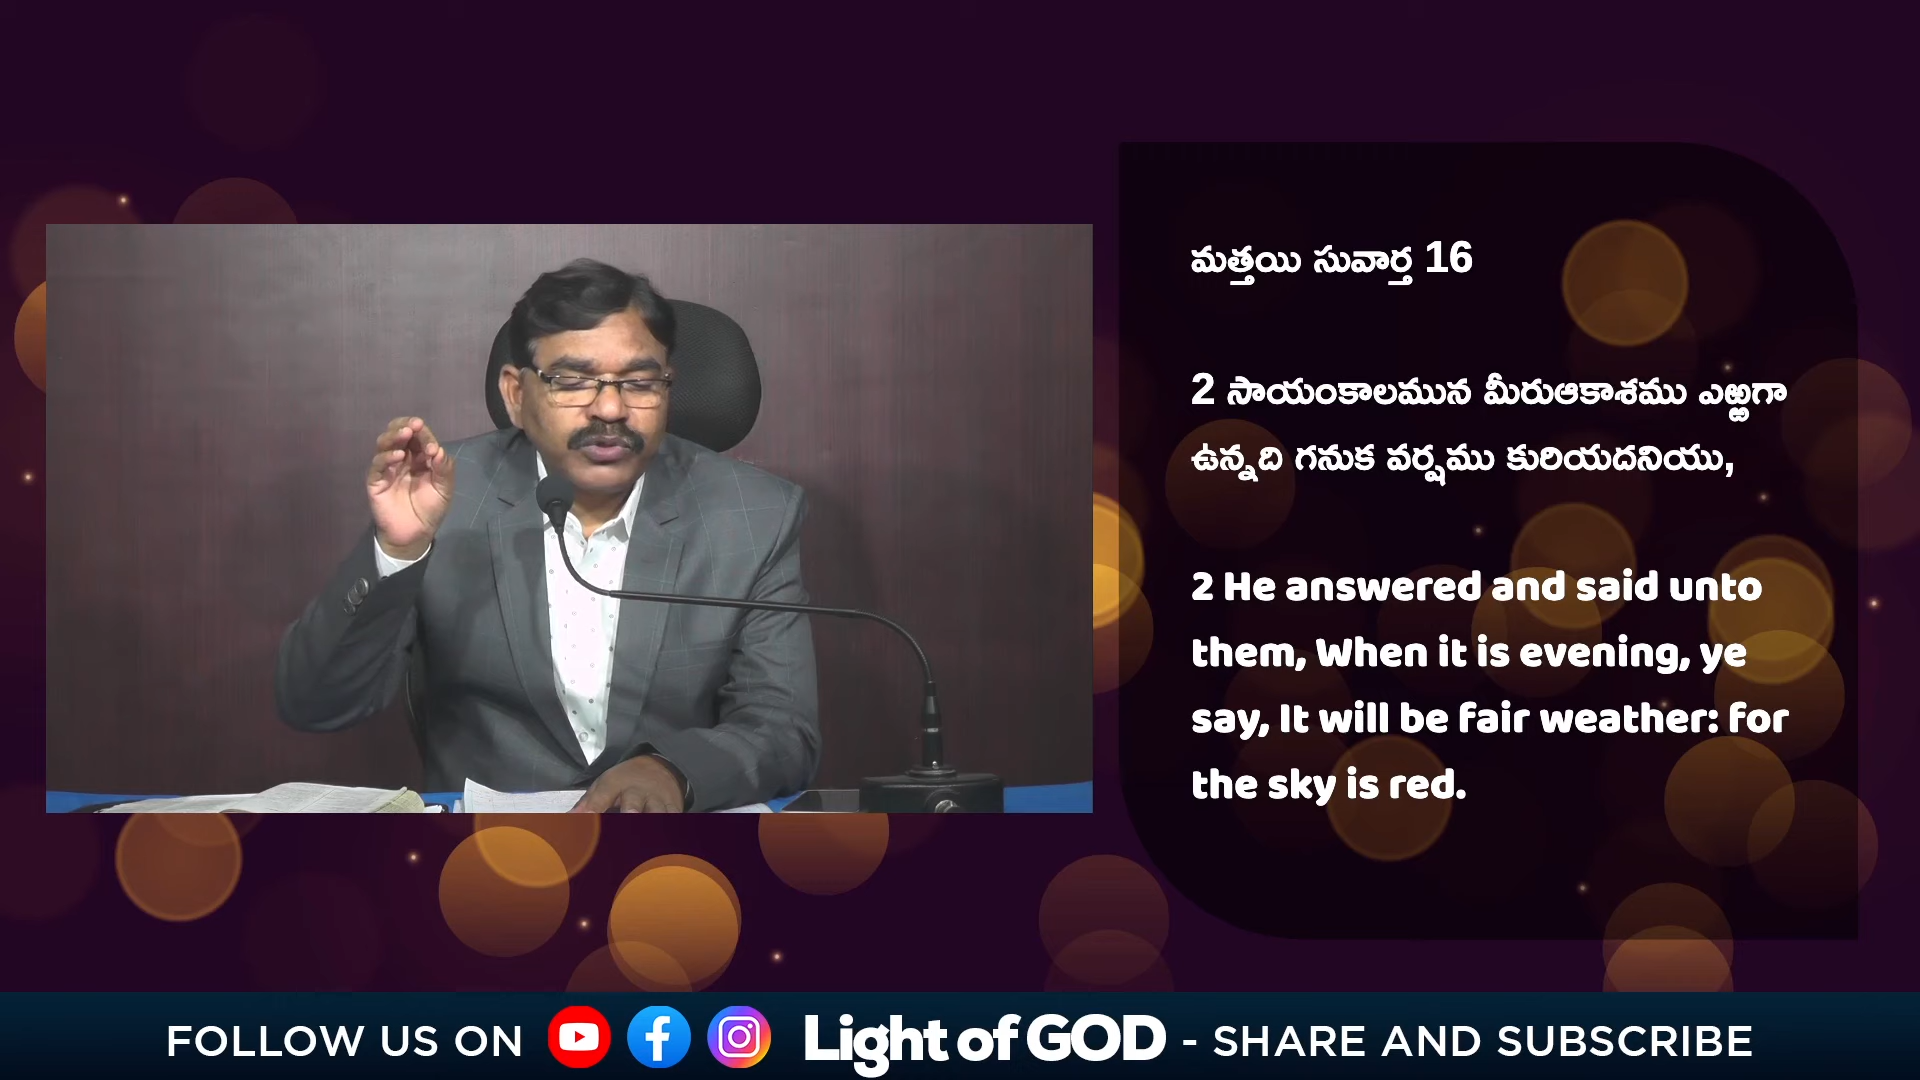 మత్తయి సువార్త 16
2 సాయంకాలమున మీరుఆకాశము ఎఱ్ఱగా
ఉన్నది గనుక వర్షము కురియదనియు,
2 He answered and said unto
them, When it is evening, ye
say, It will be fair weather: for
the sky is red.
FOLLOW US ON Light of GOD - SHARE AND SUBSCRIBE